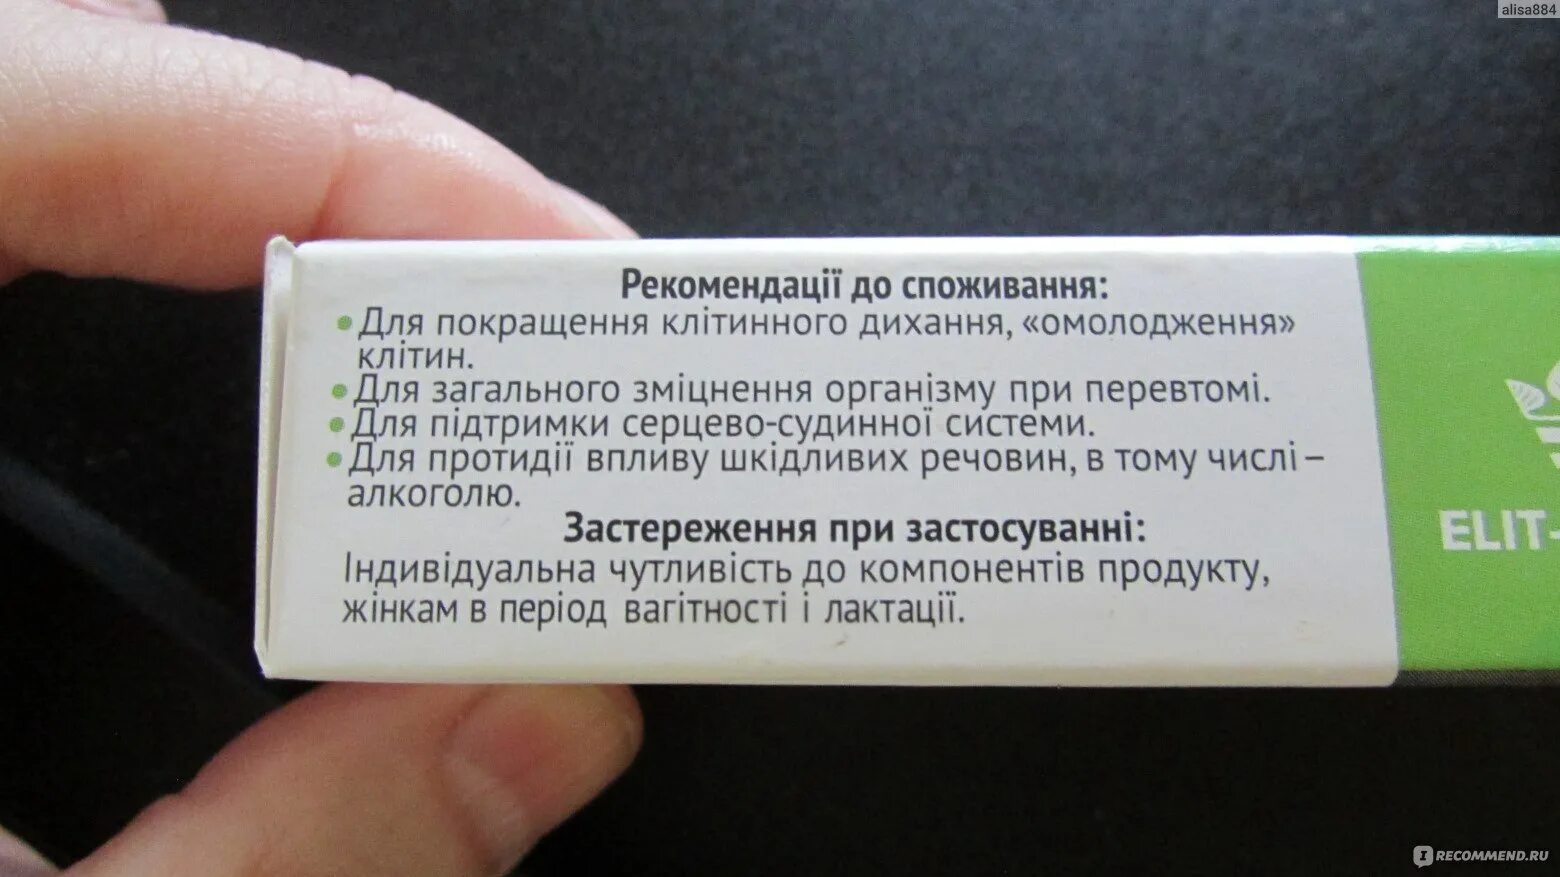 alisa884
Рекомендації до споживання:
•Для покращення клітинного дихання, «омолодження»
клітин.
•Для загального зміцнення організму при перевтомі.
•Для підтримки серцево-судинної системи.
•Для протидії впливу шкідливих речовин, в тому числі –
алкоголю.
Застереження при застосуванні:
Індивідуальна чутливість до компонентів продукту,
жінкам в період вагітності і лактації.
ELIT-
IRECOMMEND.RU